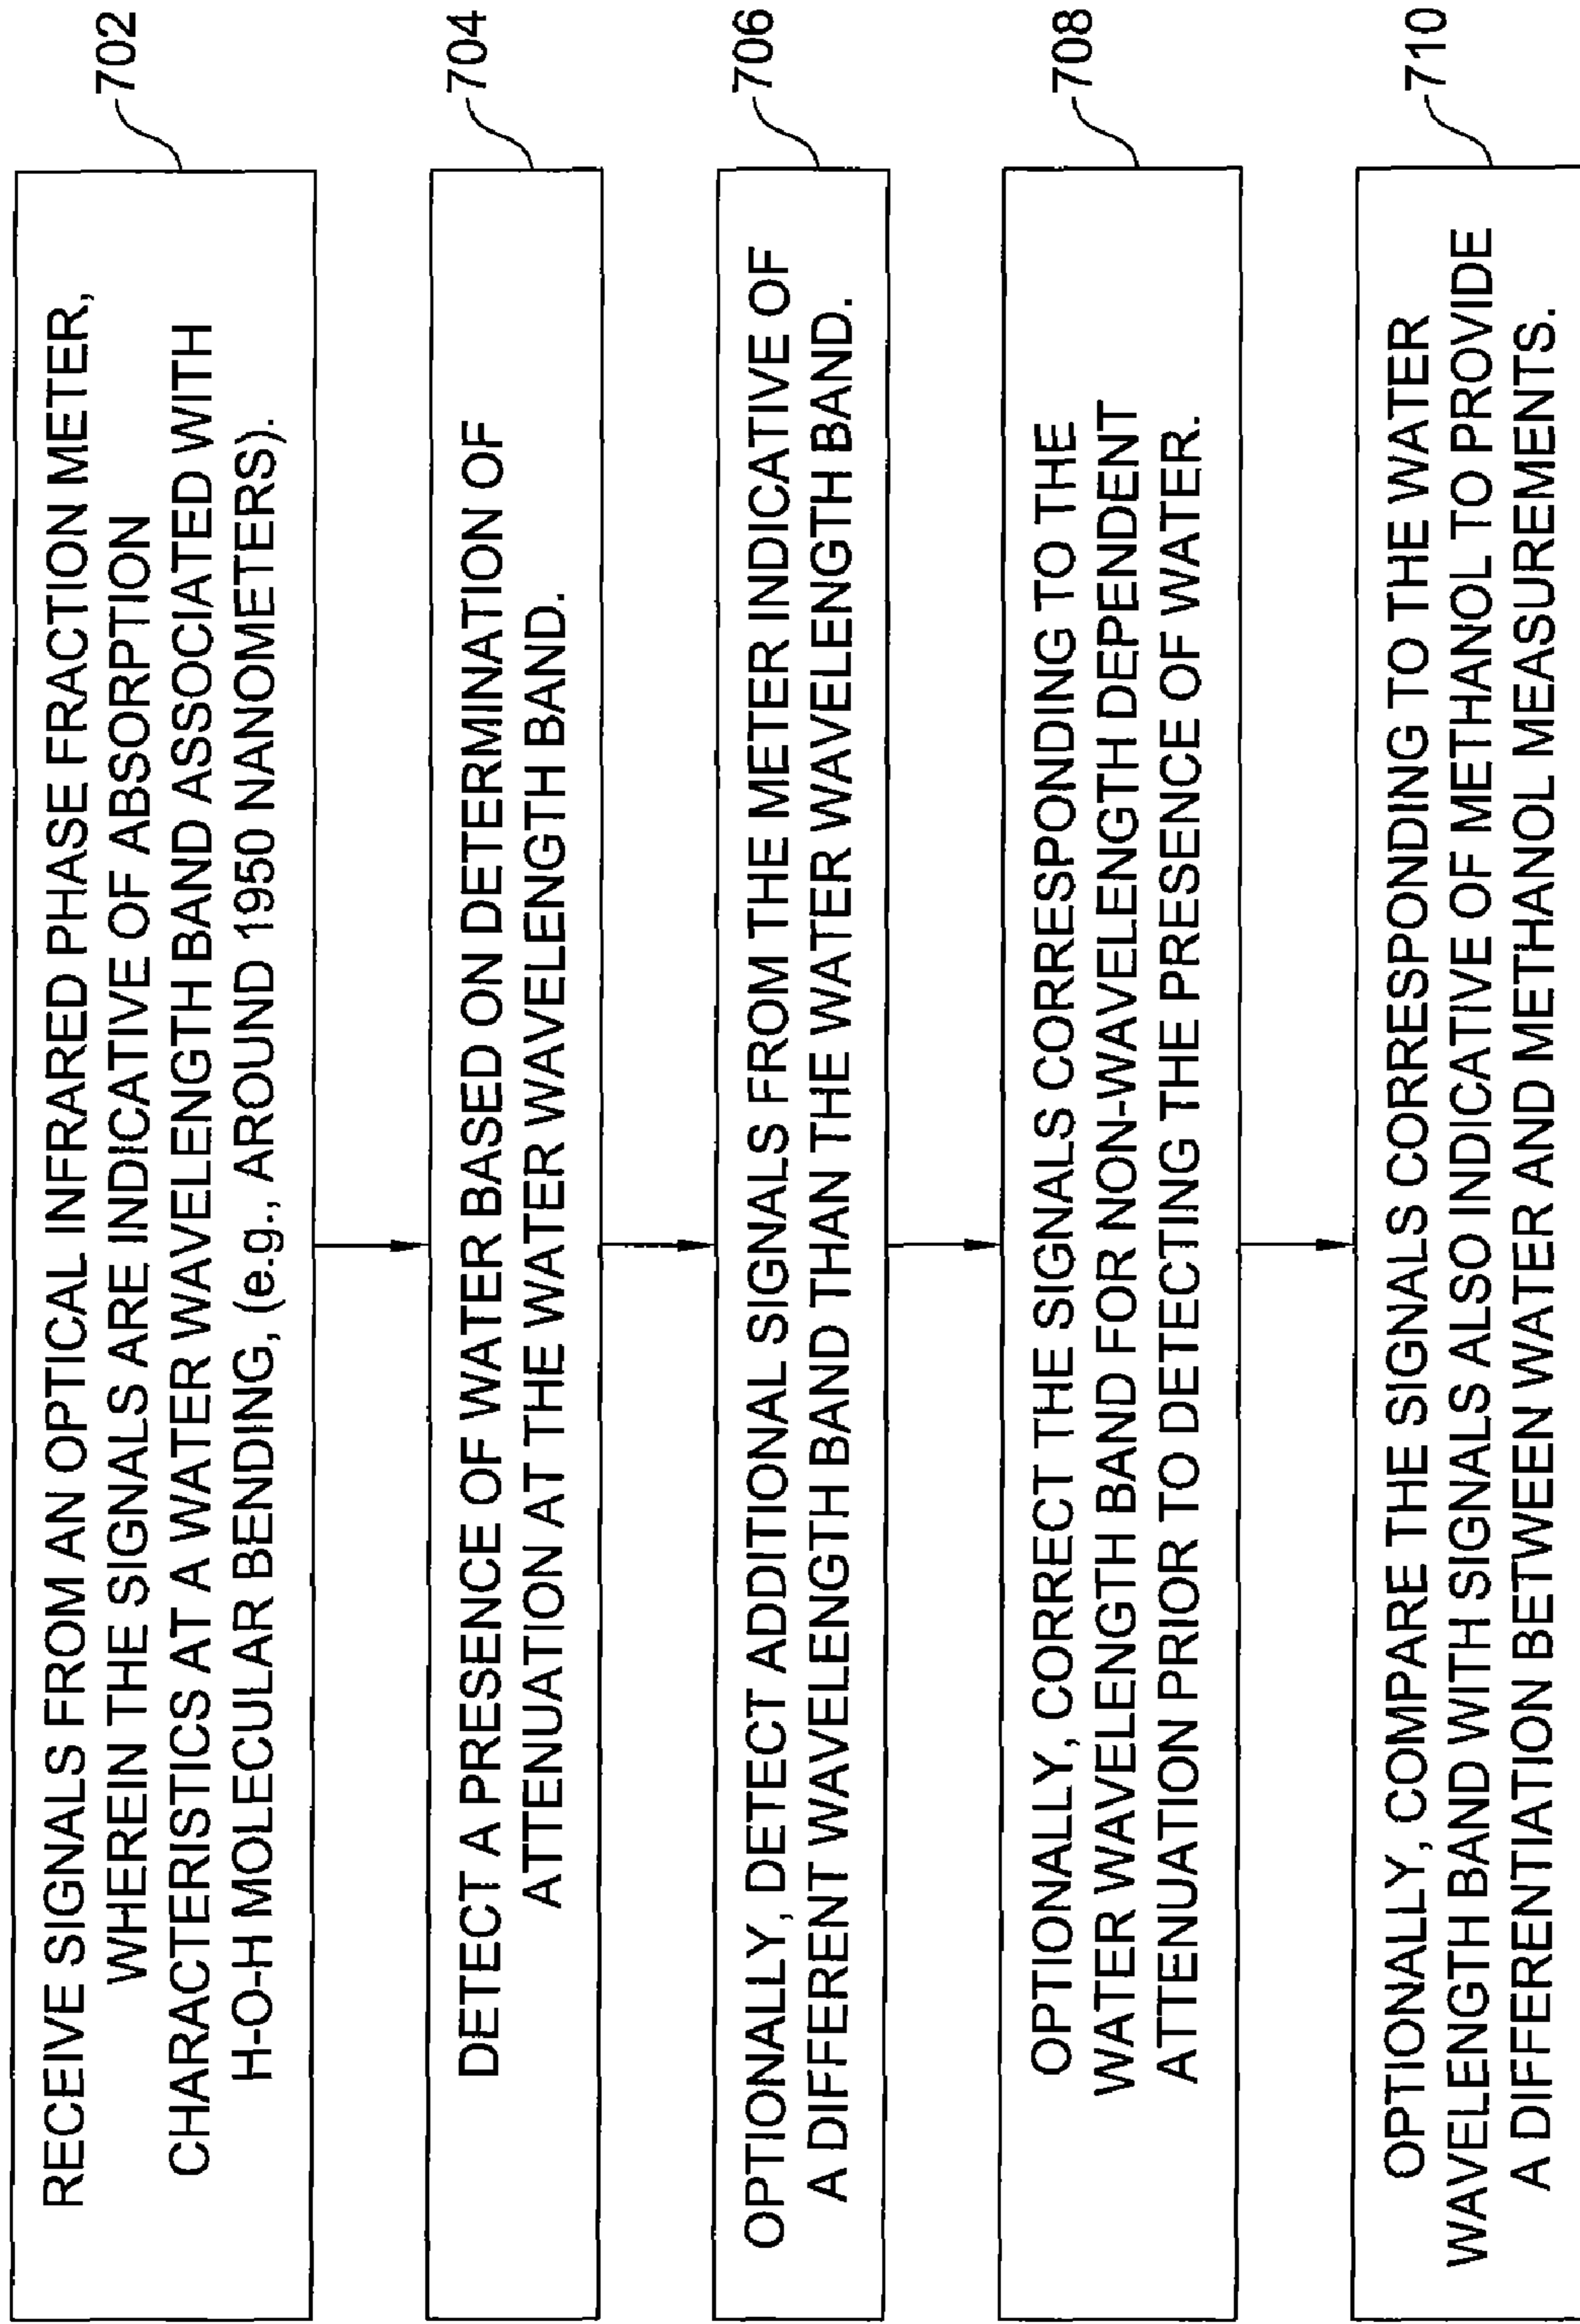 RECEIVE SIGNALS FROM AN OPTICAL INFRARED PHASE FRACTION METER,
WHEREIN THE SIGNALS ARE INDICATIVE OF ABSORPTION
CHARACTERISTICS AT A WATER WAVELENGTH BAND ASSOCIATED WITH
H-O-H MOLECULAR BENDING, (e.g., AROUND 1950 NANOMETERS).
702
DETECT A PRESENCE OF WATER BASED ON DETERMINATION OF
ATTENUATION AT THE WATER WAVELENGTH BAND.
704
OPTIONALLY, DETECT ADDITIONAL SIGNALS FROM THE METER INDICATIVE OF
A DIFFERENT WAVELENGTH BAND THAN THE WATER WAVELENGTH BAND.
706
OPTIONALLY, CORRECT THE SIGNALS CORRESPONDING TO THE
WATER WAVELENGTH BAND FOR NON-WAVELENGTH DEPENDENT
ATTENUATION PRIOR TO DETECTING THE PRESENCE OF WATER.
708
OPTIONALLY, COMPARE THE SIGNALS CORRESPONDING TO THE WATER
WAVELENGTH BAND WITH SIGNALS ALSO INDICATIVE OF METHANOL TO PROVIDE
A DIFFERENTIATION BETWEEN WATER AND METHANOL MEASUREMENTS.
710